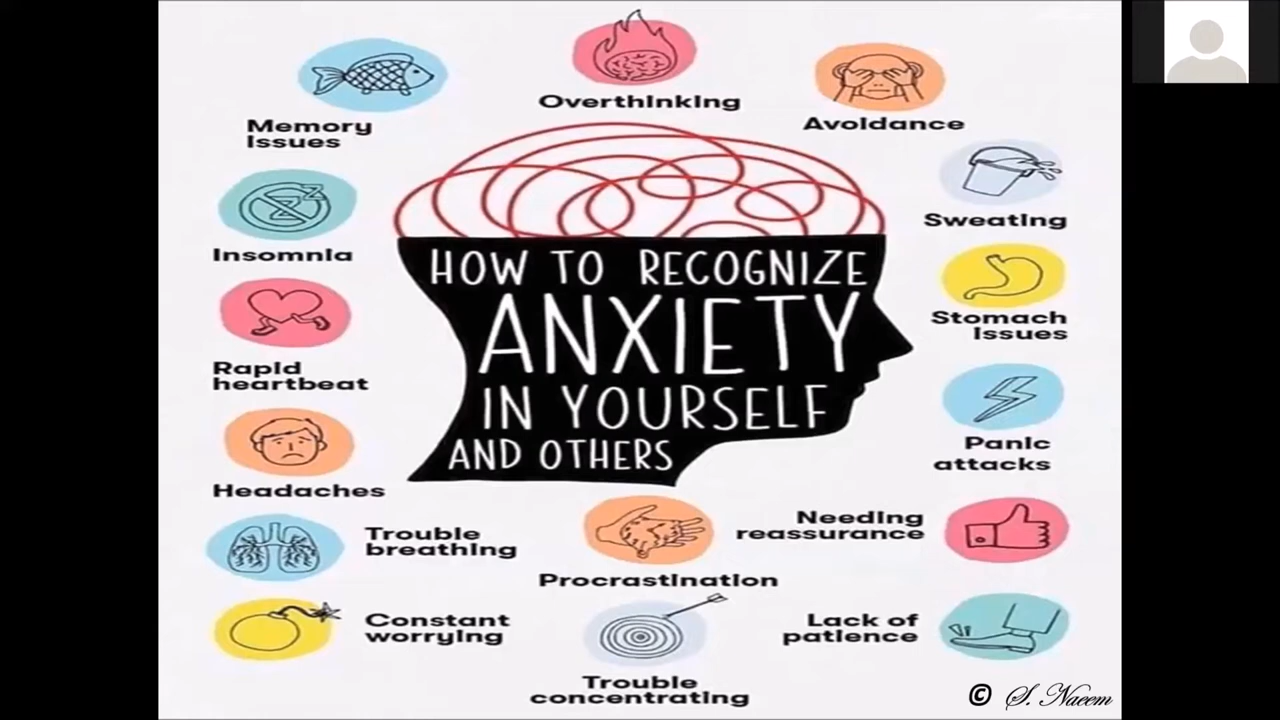 Overthinking
Memory
Issues
Avoidance
Sweating
Insomnia
HOW TO RECOGNIZE
ANXIETY
IN YOURSELF
AND OTHERS
Stomach
Issues
Rapid
heartbeat
Panic
attacks
Headaches
Trouble
breathing
Needing
reassurance
Procrastination
Constant
worrying
Lack of
patience
Trouble
concentrating
© S. Naeem